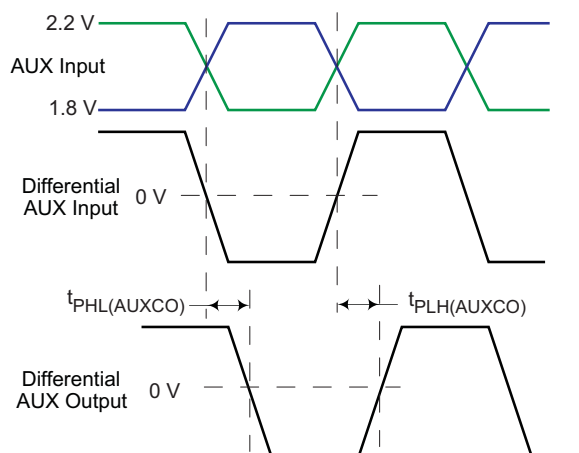 2.2 V
AUX Input
1.8 V
Differential
AUX Input
0 V
tPHL(AUXCO)
tPLH(AUXCO)
Differential
AUX Output
0 V